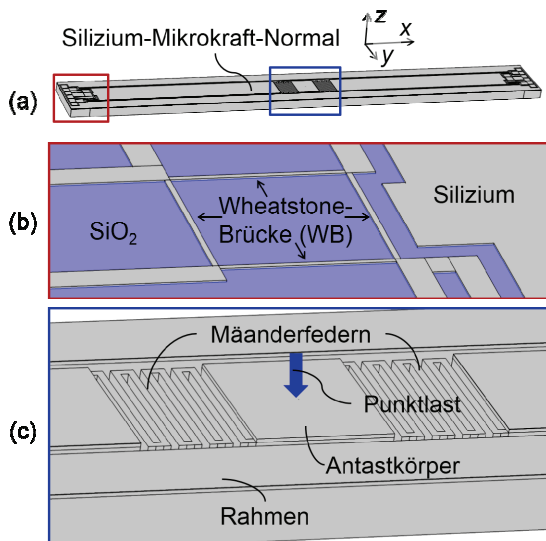 z
Silizium-Mikrokraft-Normal
x
y
(a)
Silizium
Wheatstone-
SiO₂
Brücke (WB)
(b)
Mäanderfedern
Punktlast
(c)
Antastkörper
Rahmen